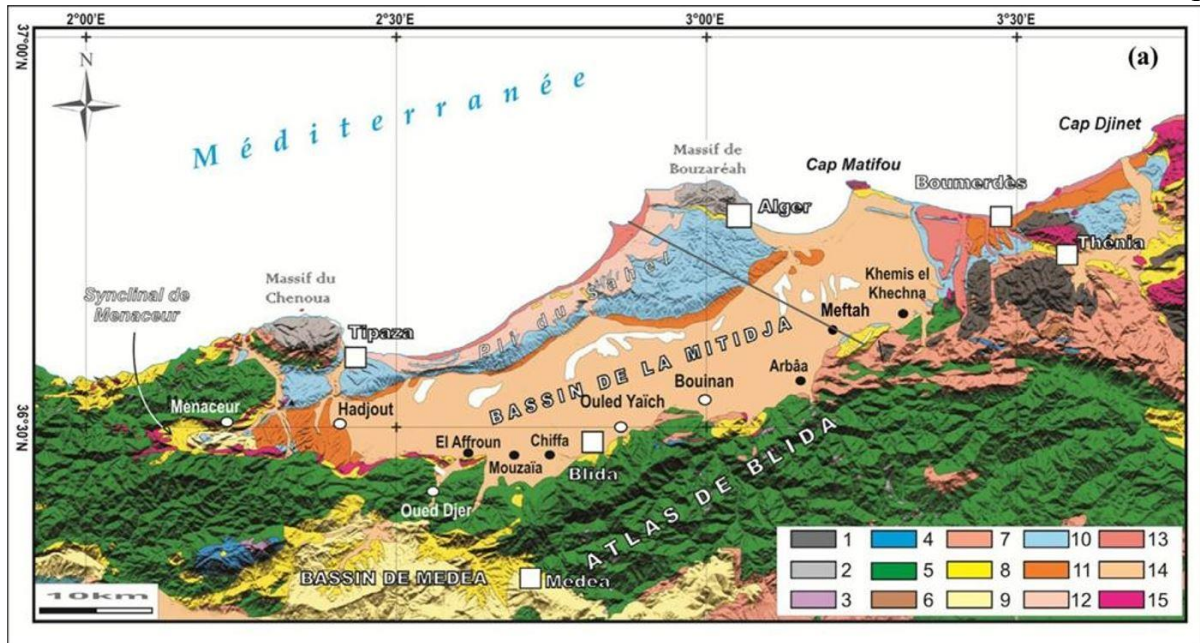 2°00'E 2°30'E 3°00'E 3°30'E
37°00'N
36°30'N
(a)
N
Méditerranée
Cap Djinet
Massif de
Bouzaréah
Cap Matifou
Boumerdès
Alger
Thénia
Massif du
Chenoua
Synclinal de
Menaceur
Tipaza
Pli du Sahel
Khemis el
Khechna
Meftah
BASSIN DE LA MITIDJA
Arbâa
Bouinan
Ouled Yaïch
Menaceur
Hadjout
El Affroun
Chiffa
Mouzaïa
Blida
Oued Djer
ATLAS DE BLIDA
BASSIN DE MEDEA
Medea
10km
1 4 7 10 13
2 5 8 11 14
3 6 9 12 15